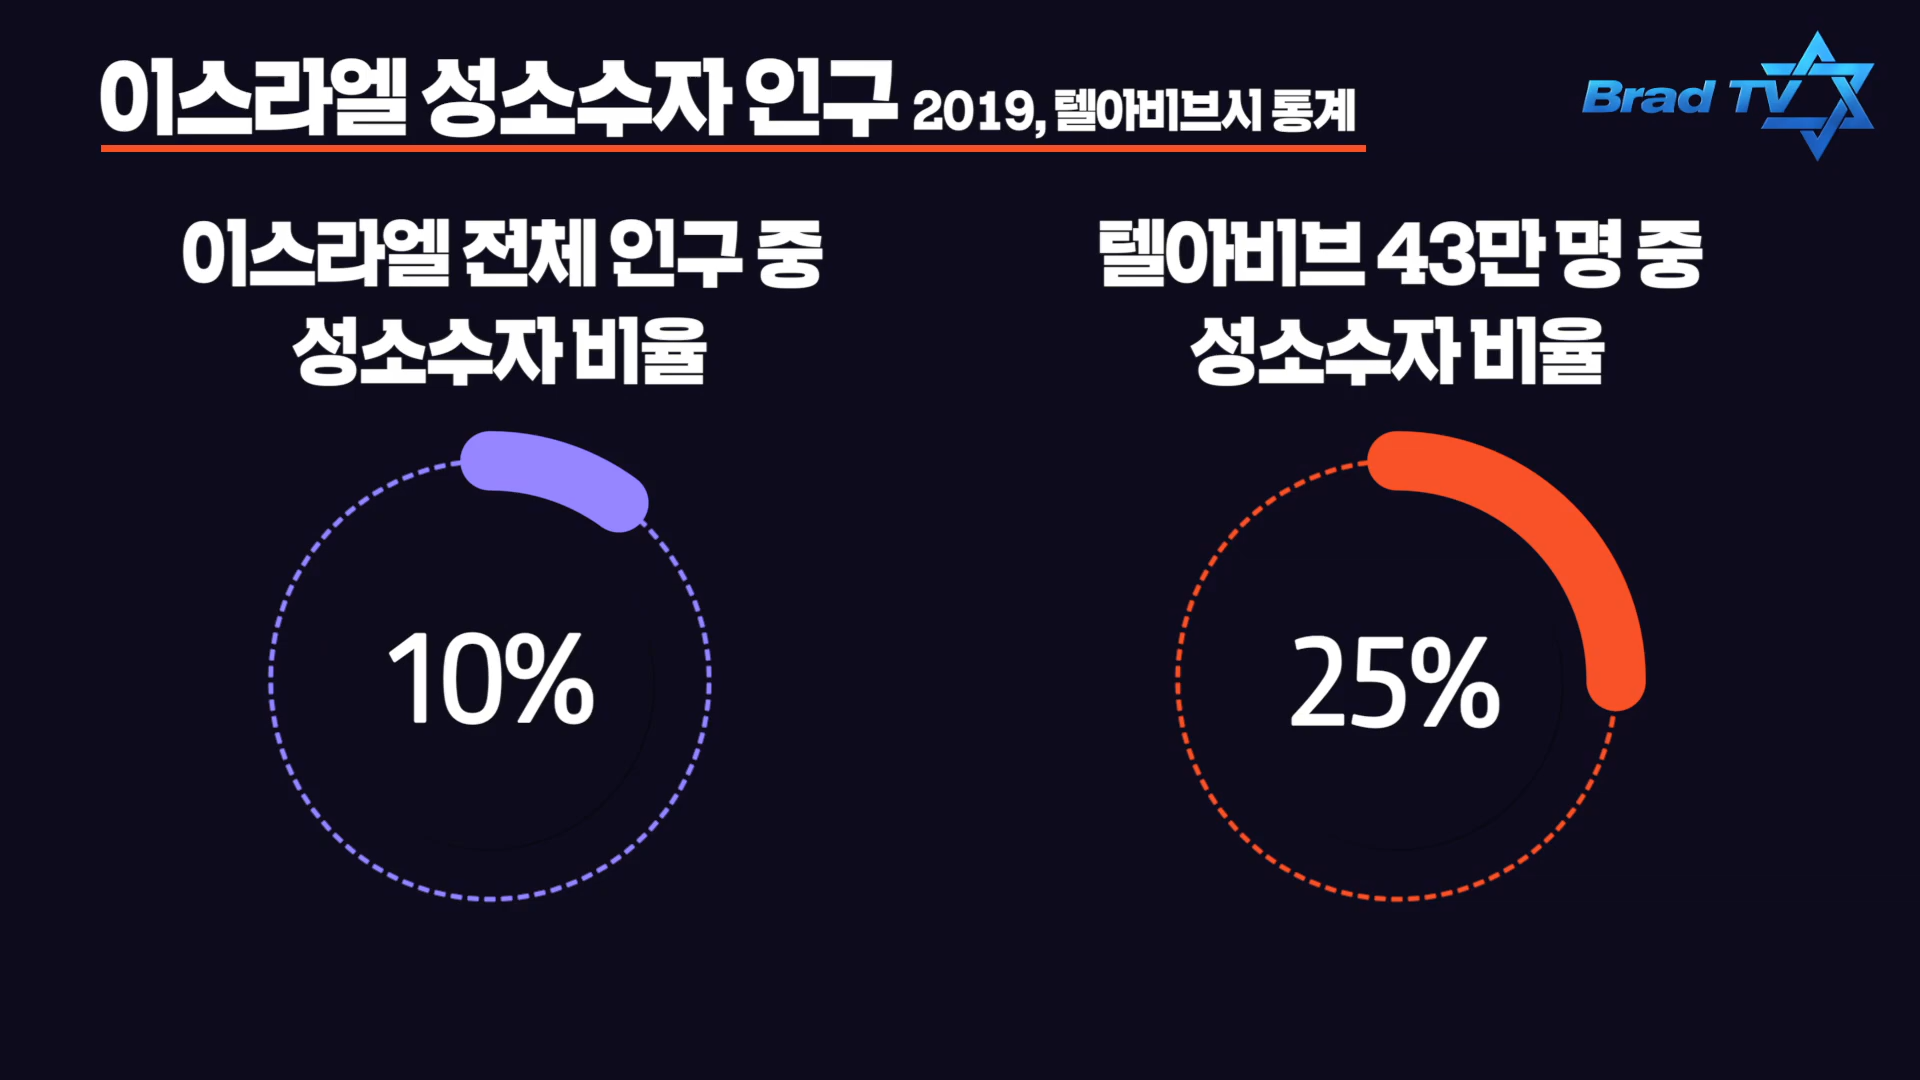 이스라엘 성소수자 인구 2019, 텔아비브시 통계
Brad TV
이스라엘 전체 인구 중
성소수자 비율
10%
텔아비브 43만 명 중
성소수자 비율
25%